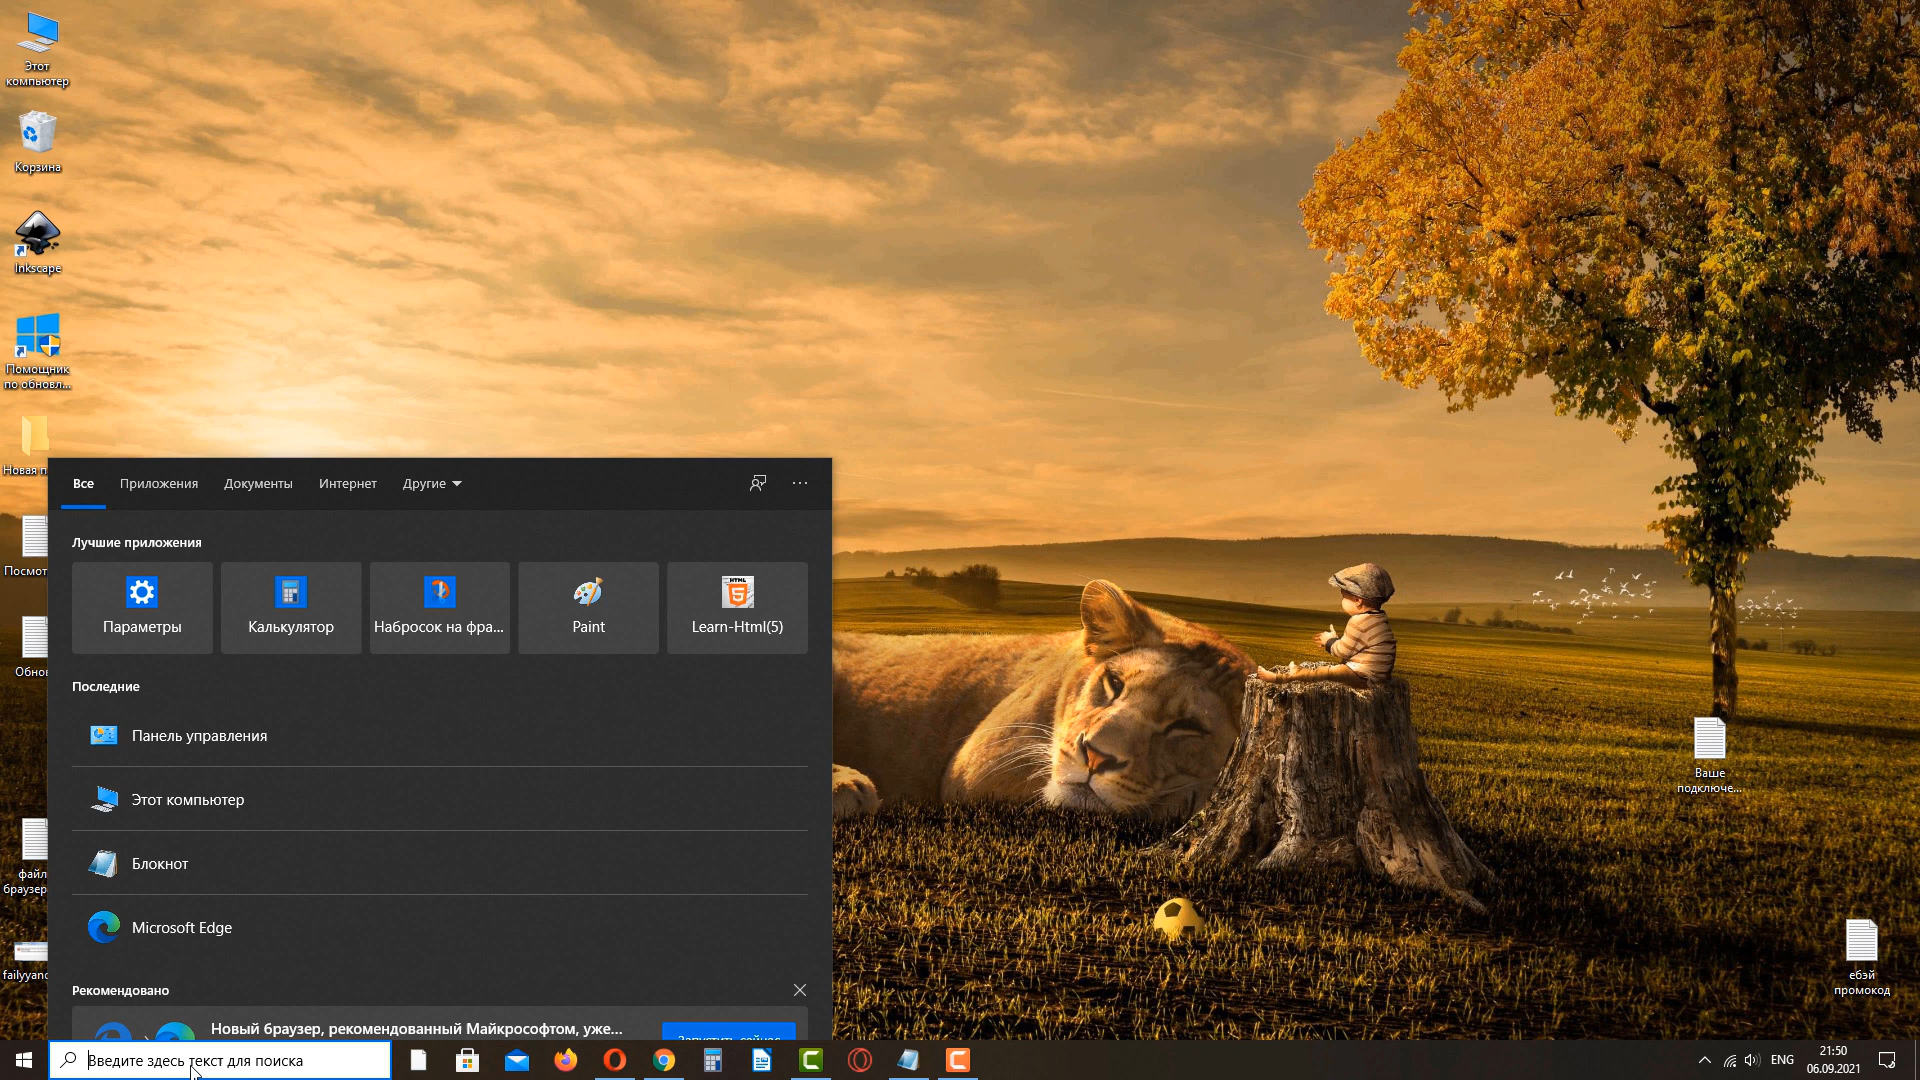 Этот
компьютер
Корзина
Inkscape
Помощник
по обновл...
Новая п
Посмот
Обнов
файл
браузер
failyyand
Все
Приложения
Документы
Интернет
Другие
Лучшие приложения
Параметры
Калькулятор
Набросок на фра...
Paint
HTML
Learn-Html(5)
Последние
Панель управления
Этот компьютер
Блокнот
Microsoft Edge
Рекомендовано
Новый браузер, рекомендованный Майкрософтом, уже...
Запустить сейчас
Введите здесь текст для поиска
Ваше
подключе...
ебэй
промокод
ENG
21:50
06.09.2021